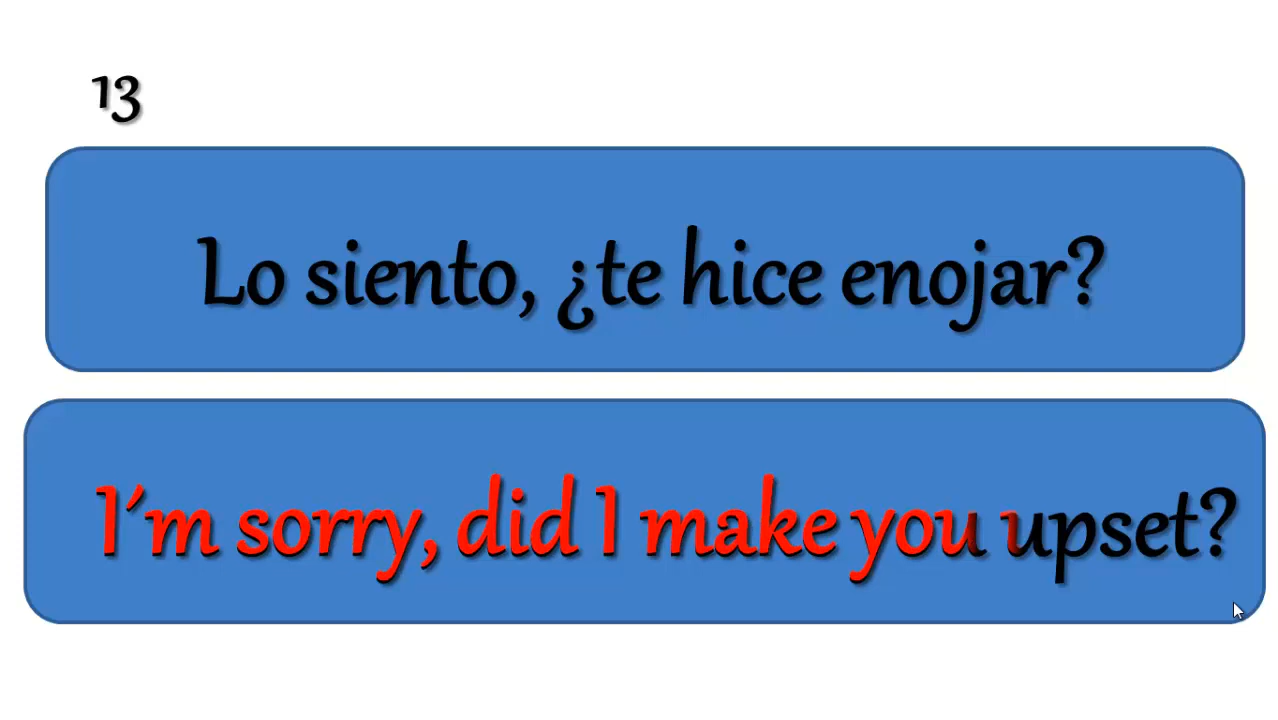 13
Lo siento, ¿te hice enojar?
I´m sorry, did I make you upset?